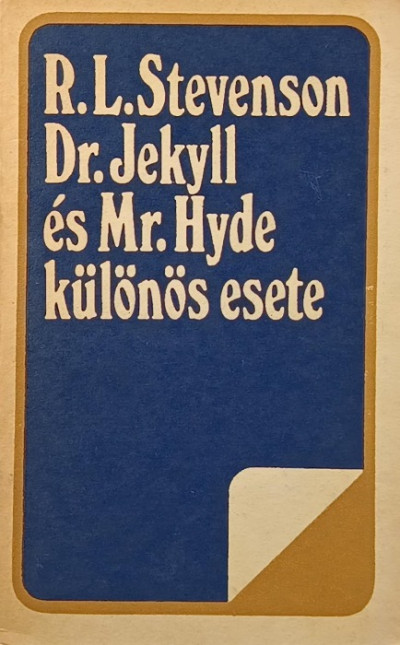 R.L.Stevenson
Dr. Jekyll
és Mr. Hyde
különös esete